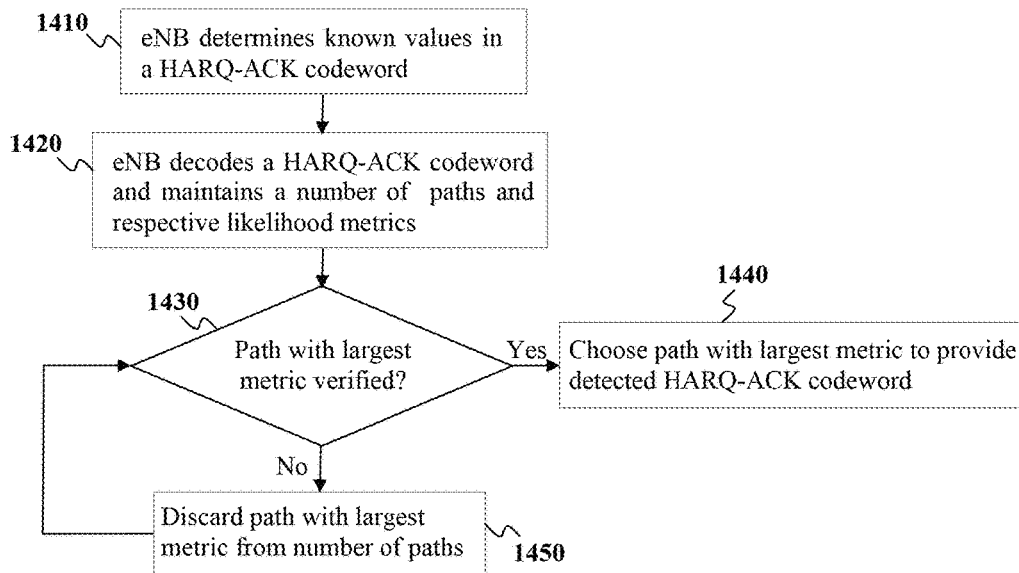 1410
eNB determines known values in
a HARQ-ACK codeword
1420
eNB decodes a HARQ-ACK codeword
and maintains a number of paths and
respective likelihood metrics
1430
Path with largest
metric verified?
Yes
1440
Choose path with largest metric to provide
detected HARQ-ACK codeword
No
Discard path with largest
metric from number of paths
1450